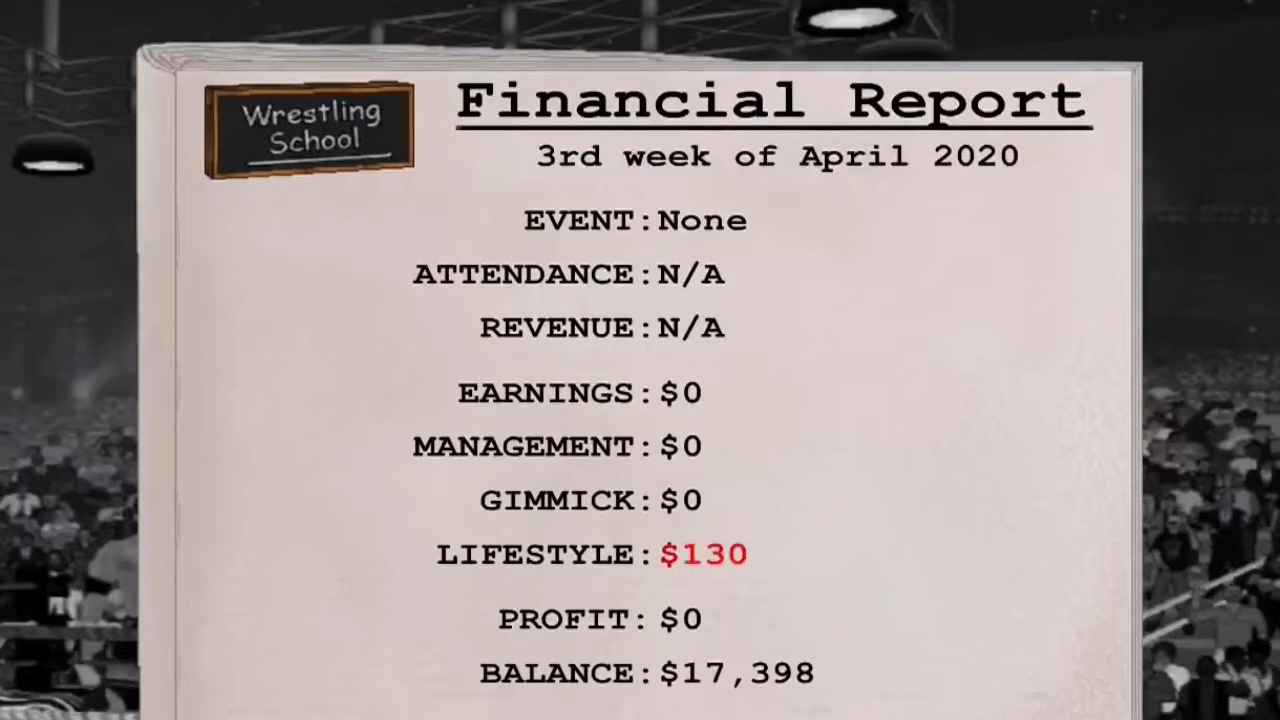 Wrestling
School
Financial Report
3rd week of April 2020
EVENT: None
ATTENDANCE: N/A
REVENUE: N/A
EARNINGS: $0
MANAGEMENT: $0
GIMMICK: $0
LIFESTYLE: $130
PROFIT: $0
BALANCE: $17,398